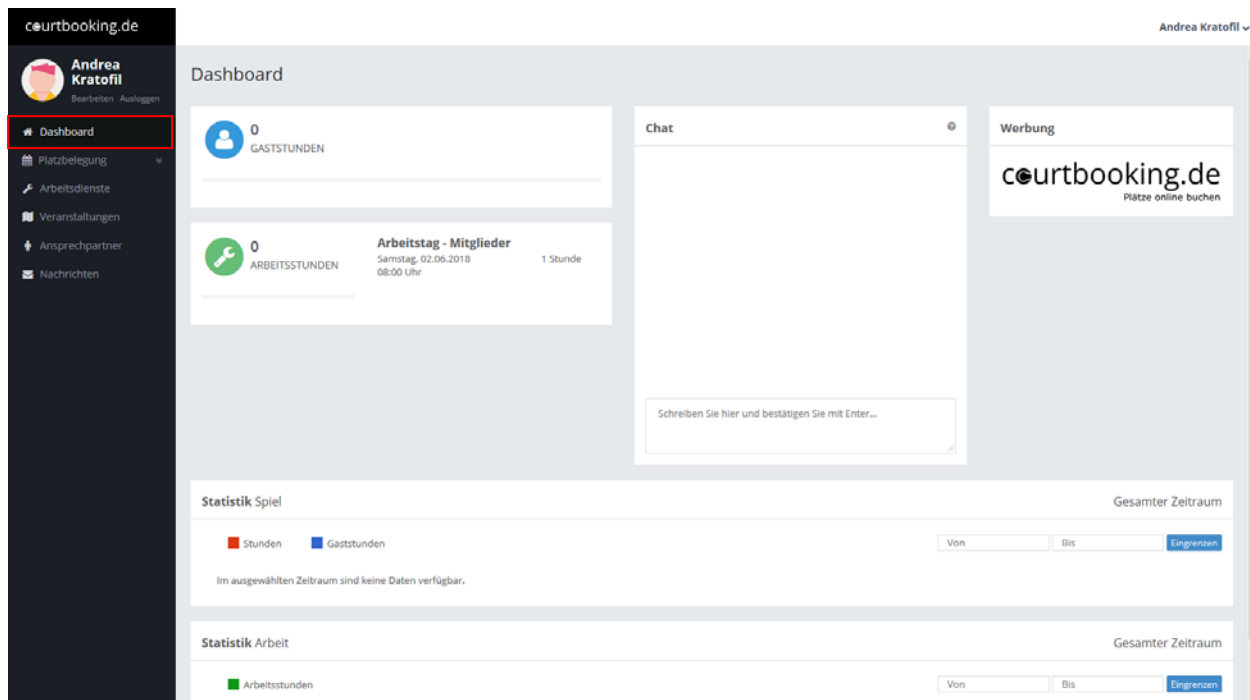 courtbooking.de
Andrea Kratofil
Andrea
Kratofil
Bearbeiten Ausloggen
Dashboard
Platzbelegung
Arbeitsdienste
Veranstaltungen
Ansprechpartner
Nachrichten
Dashboard
0
GASTSTUNDEN
0
ARBEITSSTUNDEN
Arbeitstag - Mitglieder
Samstag, 02.06.2018
08:00 Uhr
1 Stunde
Chat
Schreiben Sie hier und bestätigen Sie mit Enter...
Werbung
courtbooking.de
Plätze online buchen
Statistik Spiel
Gesamter Zeitraum
Stunden Gaststunden
Von Bis Eingrenzen
Im ausgewählten Zeitraum sind keine Daten verfügbar.
Statistik Arbeit
Gesamter Zeitraum
Arbeitsstunden
Von Bis Eingrenzen